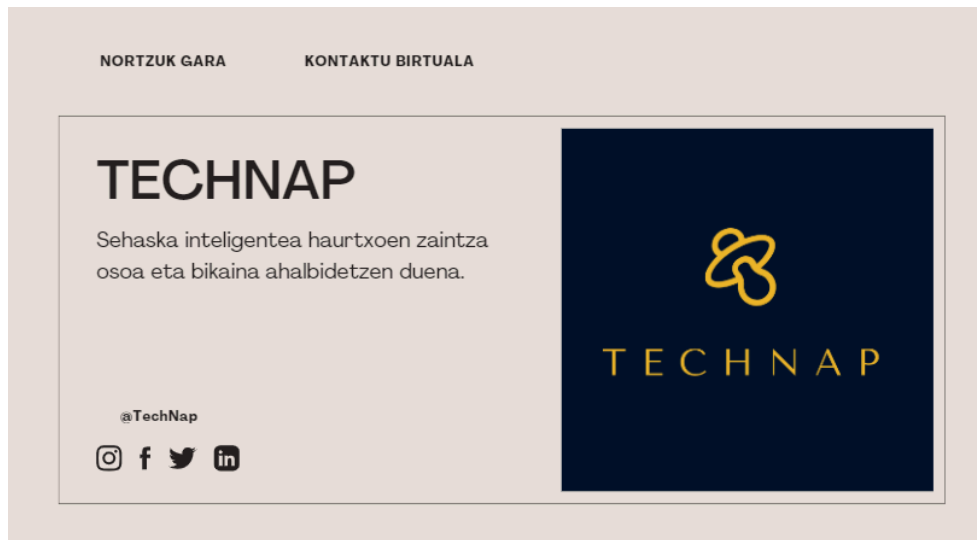 NORTZUK GARA
KONTAKTU BIRTUALA
TECHNAP
Sehaska inteligentea haurtxoen zaintza
osoa eta bikaina ahalbidetzen duena.
@TechNap
TECHNAP